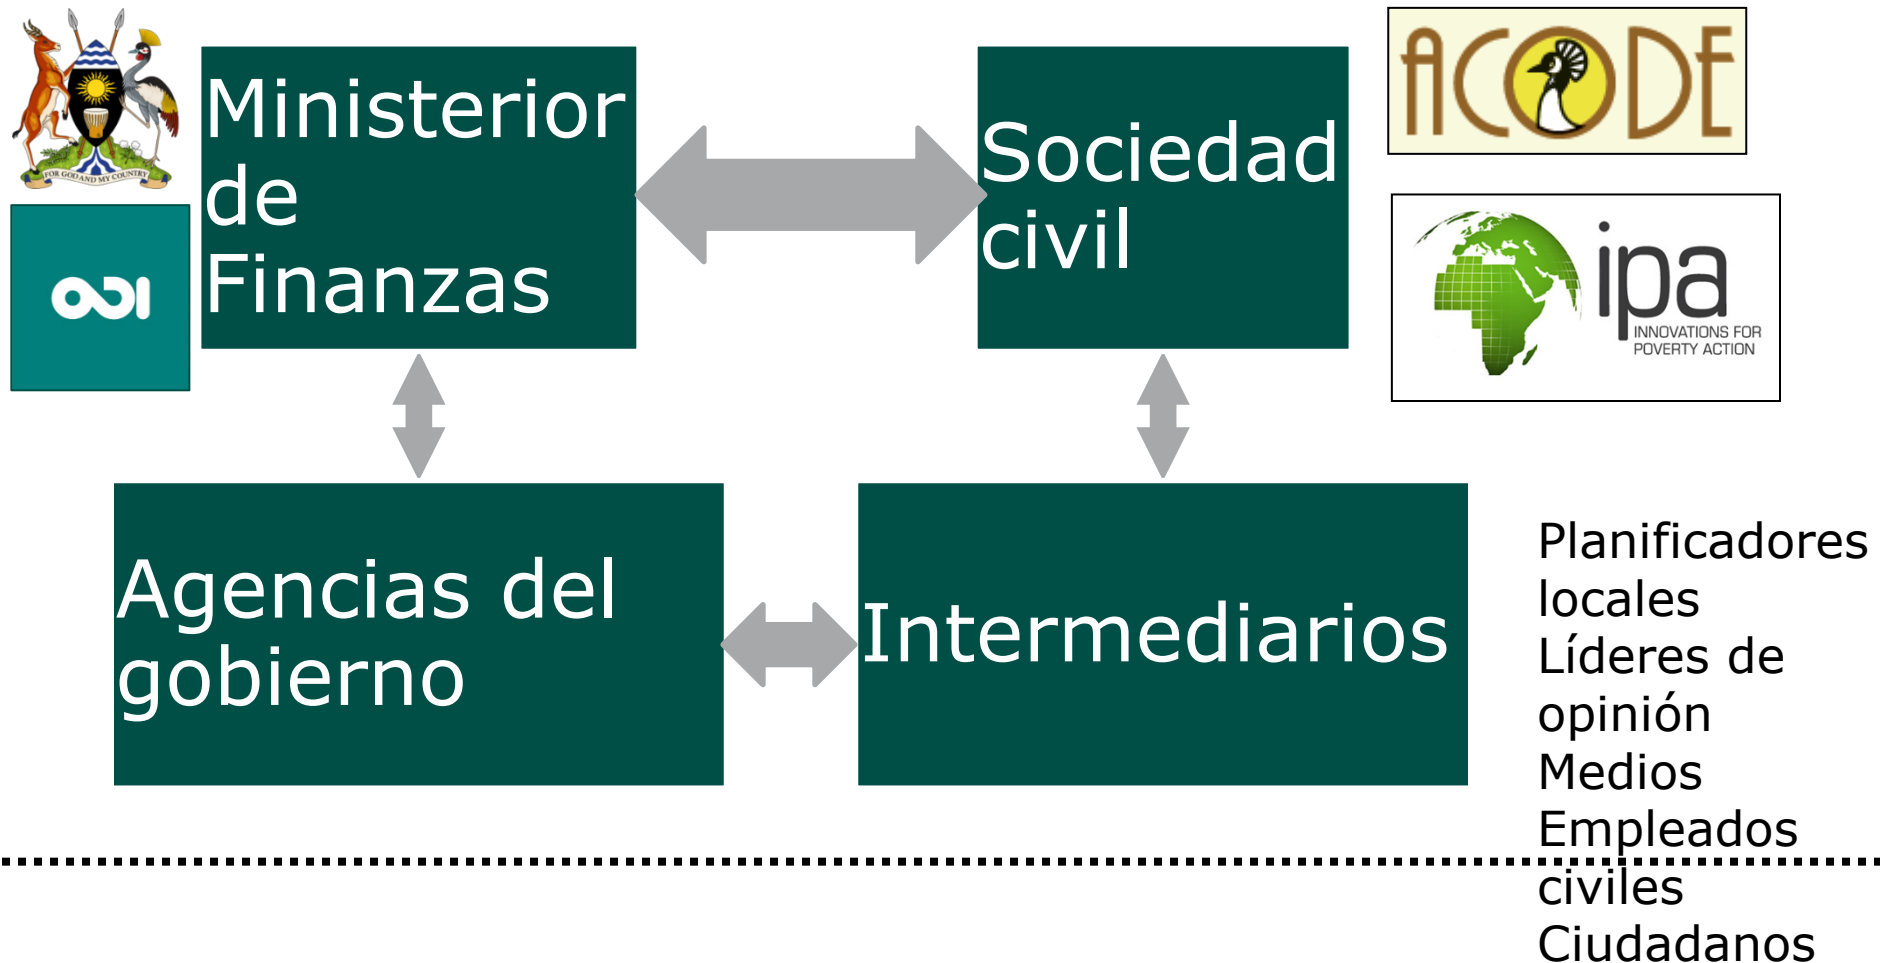 FOR GOD AND MY COUNTRY
ODI
Ministerior
de
Finanzas
Sociedad
civil
ACODE
ipa
INNOVATIONS FOR
POVERTY ACTION
Agencias del
gobierno
Intermediarios
Planificadores
locales
Líderes de
opinión
Medios
Empleados
civiles
Ciudadanos